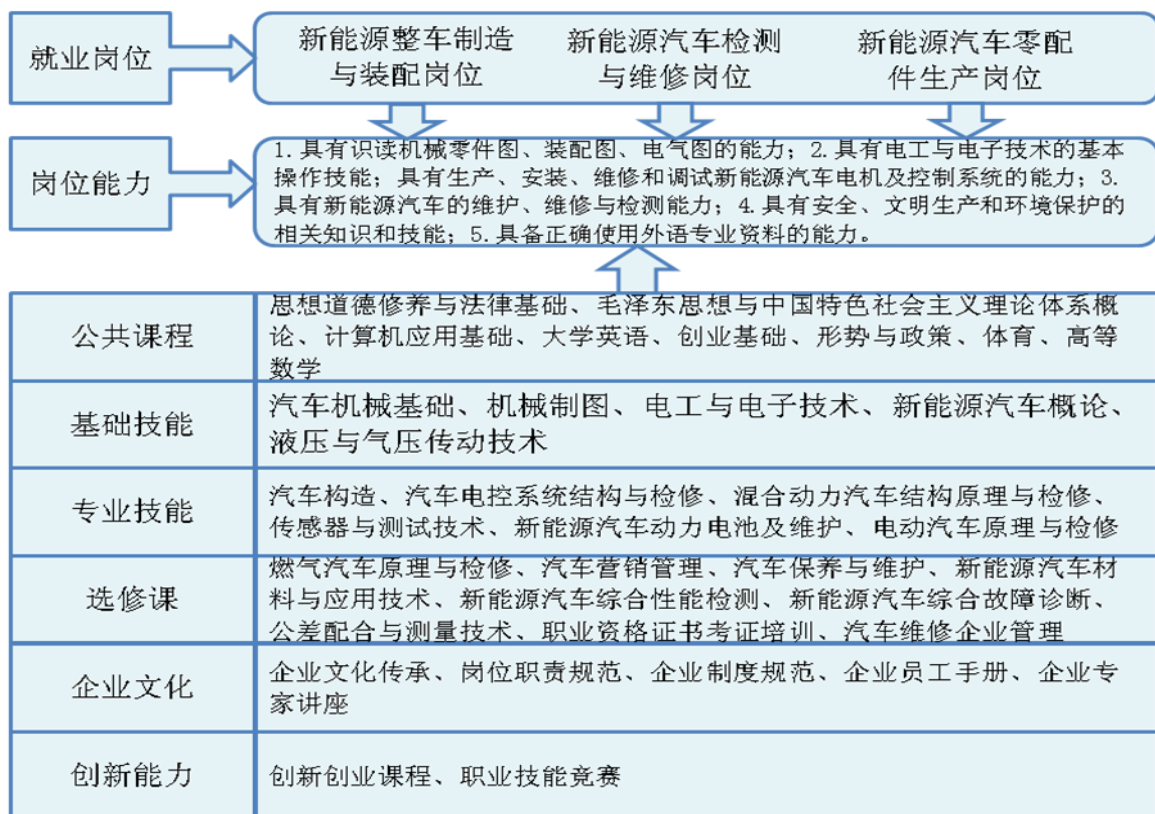 就业岗位
新能源整车制造
与装配岗位
新能源汽车检测
与维修岗位
新能源汽车零配
件生产岗位
岗位能力
1.具有识读机械零件图、装配图、电气图的能力；2.具有电工与电子技术的基本
操作技能；具有生产、安装、维修和调试新能源汽车电机及控制系统的能力；3.
具有新能源汽车的维护、维修与检测能力；4.具有安全、文明生产和环境保护的
相关知识和技能；5.具备正确使用外语专业资料的能力。
公共课程
思想道德修养与法律基础、毛泽东思想与中国特色社会主义理论体系概
论、计算机应用基础、大学英语、创业基础、形势与政策、体育、高等
数学
基础技能
汽车机械基础、机械制图、电工与电子技术、新能源汽车概论、
液压与气压传动技术
专业技能
汽车构造、汽车电控系统结构与检修、混合动力汽车结构原理与检修、
传感器与测试技术、新能源汽车动力电池及维护、电动汽车原理与检修
选修课
燃气汽车原理与检修、汽车营销管理、汽车保养与维护、新能源汽车材
料与应用技术、新能源汽车综合性能检测、新能源汽车综合故障诊断、
公差配合与测量技术、职业资格证书考证培训、汽车维修企业管理
企业文化
企业文化传承、岗位职责规范、企业制度规范、企业员工手册、企业专
家讲座
创新能力
创新创业课程、职业技能竞赛